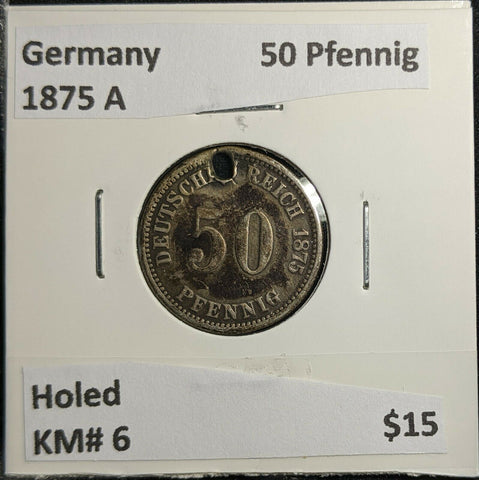 Germany 50 Pfennig
1875 A
DEUTSCHES REICH 1875
50
PFENNIG
Holed
KM# 6 $15